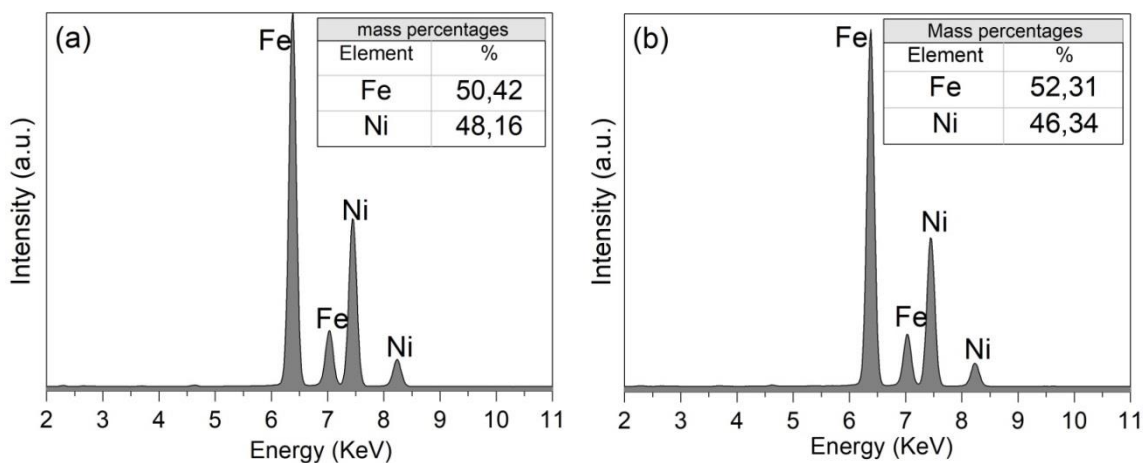 (a)
mass percentages
Element %
Fe 50,42
Ni 48,16
Fe
Fe
Ni
Ni
Intensity (a.u.)
2 3 4 5 6 7 8 9 10 11
Energy (KeV)
(b)
Mass percentages
Element %
Fe 52,31
Ni 46,34
Fe
Fe
Ni
Ni
Intensity (a.u.)
2 3 4 5 6 7 8 9 10 11
Energy (KeV)